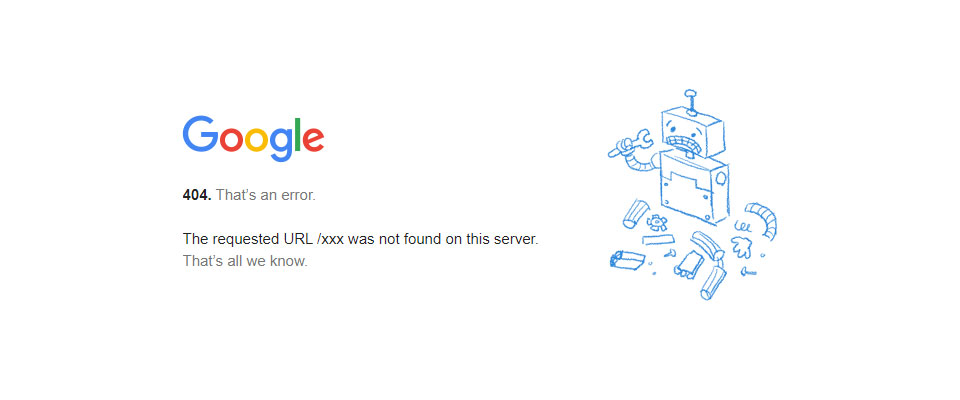 Google
404. That’s an error.
The requested URL /xxx was not found on this server.
That’s all we know.